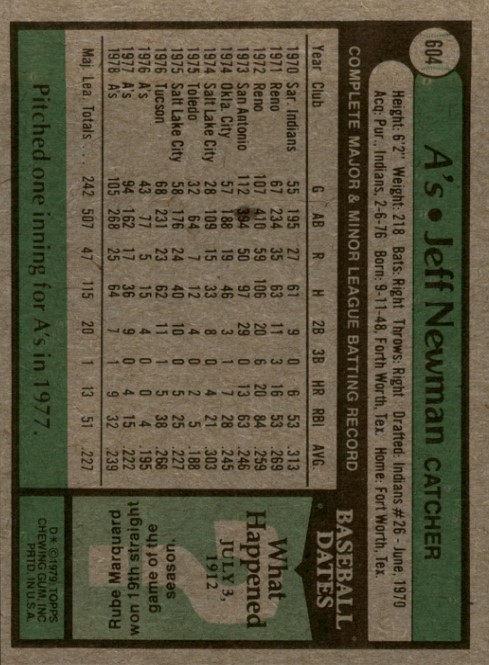 604
A's • Jeff Newman CATCHER
Height: 6'2" Weight: 218 Bats: Right Throws: Right Drafted: Indians #26 - June, 1970
Acq: Pur., Indians, 2-6-76 Born: 9-11-48, Forth Worth, Tex. Home: Fort Worth, Tex.
COMPLETE MAJOR & MINOR LEAGUE BATTING RECORD
Year Club G AB R H 2B 3B HR RBI AVG.
1970 Sar. Indians 55 195 27 61 9 0 6 53 .313
1971 Reno 67 234 35 63 11 3 16 53 .269
1972 Reno 107 410 59 106 20 6 20 84 .259
1973 San Antonio 112 394 50 97 29 0 13 63 .246
1974 Okla. City 57 188 19 46 3 1 7 28 .245
1974 Salt Lake City 28 109 15 33 8 0 4 21 .303
1975 Toledo 32 64 7 12 4 0 2 5 .188
1975 Salt Lake City 58 176 24 40 10 0 5 25 .227
1976 Tucson 68 231 23 62 11 1 5 38 .268
1976 A's 43 77 5 15 4 0 0 4 .195
1977 A's 94 162 17 36 9 0 4 15 .222
1978 A's 105 268 25 64 7 1 9 32 .239
Maj. Lea. Totals . . . 242 507 47 115 20 1 13 51 .227
Pitched one inning for A's in 1977.
BASEBALL
DATES
What
Happened
JULY 3,
1912
?
Rube Marquard
won 19th straight
game of the
season.
D* © 1979, TOPPS
CHEWING GUM, INC
PRTD. IN U.S.A.